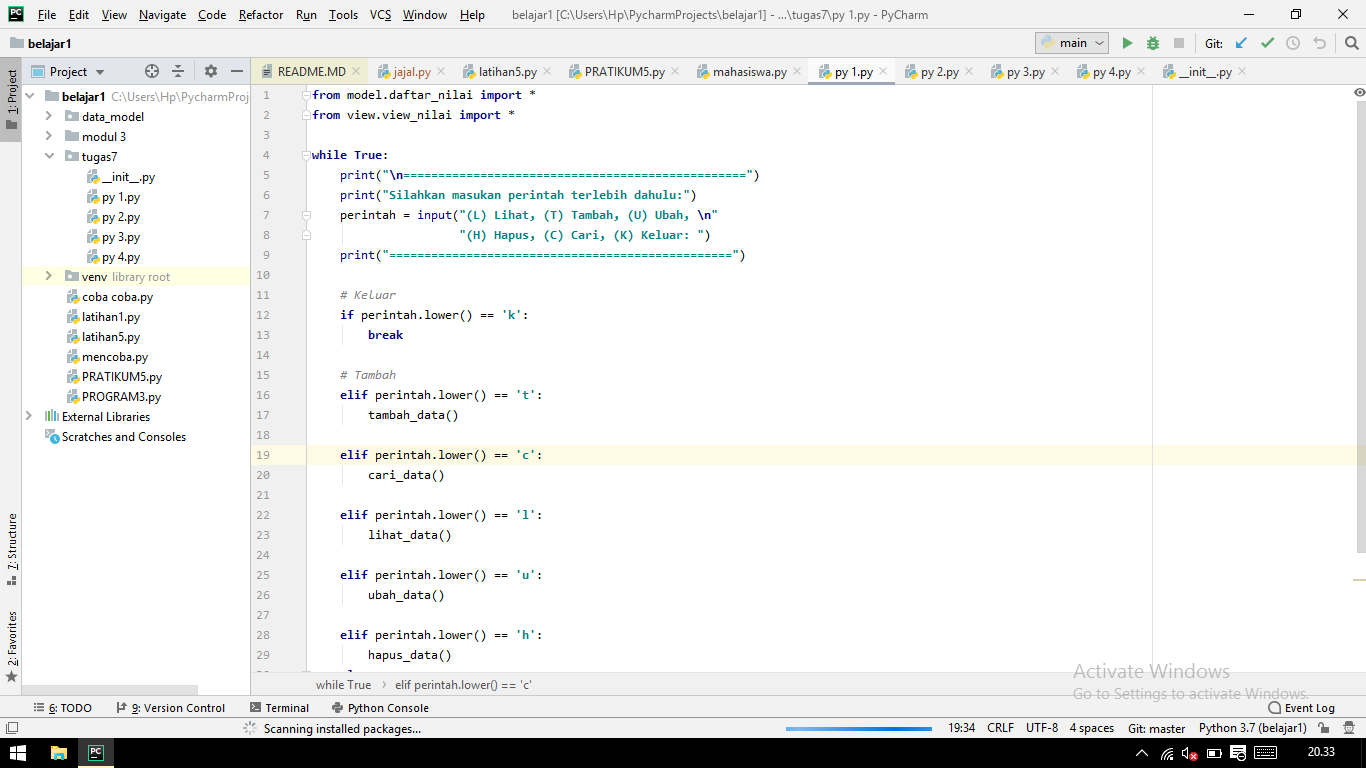 File Edit View Navigate Code Refactor Run Tools VCS Window Help belajar1 [C:\Users\Hp\PycharmProjects\belajar1] - ...\tugas7\py 1.py - PyCharm
belajar1 main Git:
Project README.MD jajal.py latihan5.py PRATIKUM5.py mahasiswa.py py 1.py py 2.py py 3.py py 4.py __init__.py
1: Project
belajar1 C:\Users\Hp\PycharmProj
data_model
modul 3
tugas7
__init__.py
py 1.py
py 2.py
py 3.py
py 4.py
venv library root
coba coba.py
latihan1.py
latihan5.py
mencoba.py
PRATIKUM5.py
PROGRAM3.py
External Libraries
Scratches and Consoles
7: Structure
2: Favorites
1 from model.daftar_nilai import *
2 from view.view_nilai import *
3
4 while True:
5 print("\n=================================================")
6 print("Silahkan masukan perintah terlebih dahulu:")
7 perintah = input("(L) Lihat, (T) Tambah, (U) Ubah, \n"
8 "(H) Hapus, (C) Cari, (K) Keluar: ")
9 print("=================================================")
10
11 # Keluar
12 if perintah.lower() == 'k':
13 break
14
15 # Tambah
16 elif perintah.lower() == 't':
17 tambah_data()
18
19 elif perintah.lower() == 'c':
20 cari_data()
21
22 elif perintah.lower() == 'l':
23 lihat_data()
24
25 elif perintah.lower() == 'u':
26 ubah_data()
27
28 elif perintah.lower() == 'h':
29 hapus_data()
while True › elif perintah.lower() == 'c'
Activate Windows
Go to Settings to activate Windows.
6: TODO 9: Version Control Terminal Python Console Event Log
Scanning installed packages... 19:34 CRLF UTF-8 4 spaces Git: master Python 3.7 (belajar1)
PC 20.33